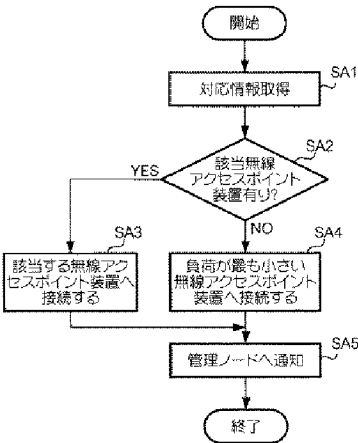 開始
対応情報取得
SA1
該当無線
アクセスポイント
装置有り?
SA2
YES
NO
該当する無線アク
セスポイント装置へ
接続する
SA3
負荷が最も小さい
無線アクセスポイント
装置へ接続する
SA4
管理ノードへ通知
SA5
終了